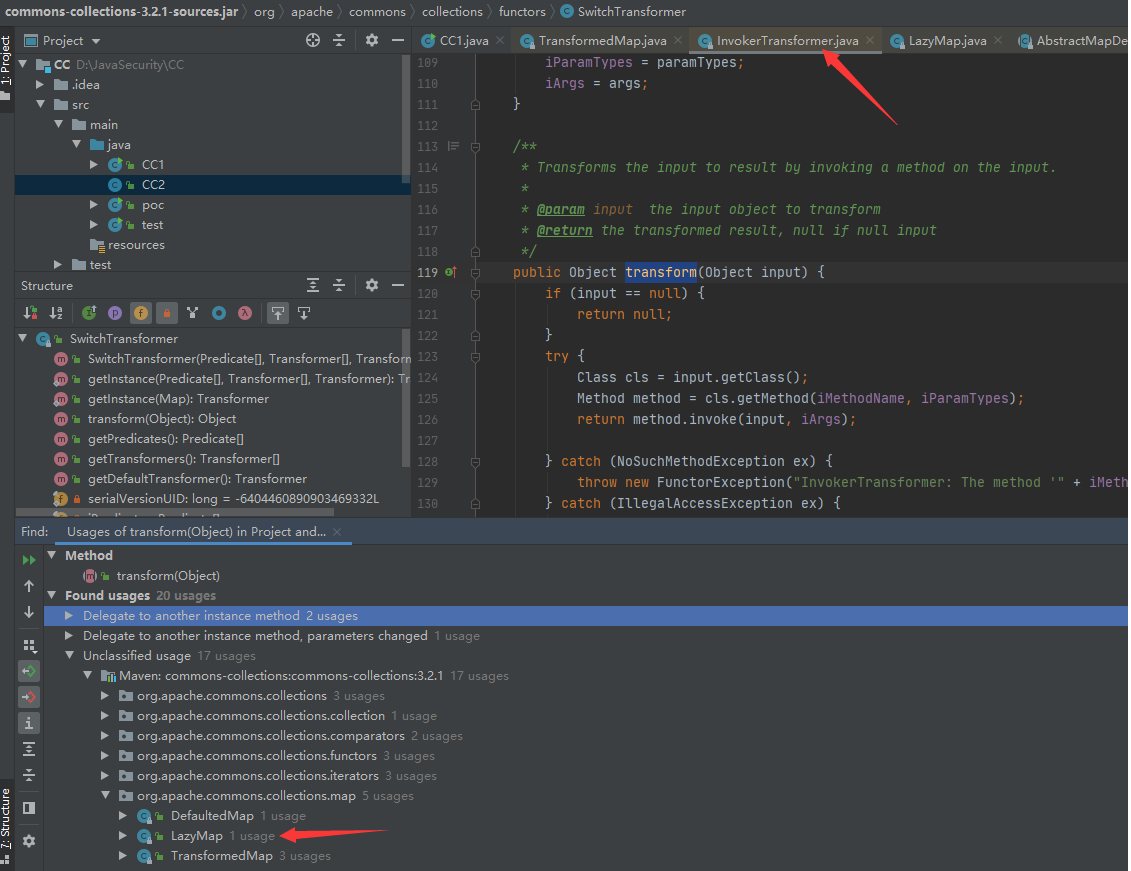 commons-collections-3.2.1-sources.jar org apache commons collections functors SwitchTransformer
1: Project
Project
CC1.java TransformedMap.java InvokerTransformer.java LazyMap.java AbstractMapDe
CC D:\JavaSecurity\CC
.idea
src
main
java
CC1
CC2
poc
test
resources
test
109 iParamTypes = paramTypes;
110 iArgs = args;
111 }
112
113 /**
114 * Transforms the input to result by invoking a method on the input.
115 *
116 * @param input the input object to transform
117 * @return the transformed result, null if null input
118 */
119 public Object transform(Object input) {
120 if (input == null) {
121 return null;
122 }
123 try {
124 Class cls = input.getClass();
125 Method method = cls.getMethod(iMethodName, iParamTypes);
126 return method.invoke(input, iArgs);
127
128 } catch (NoSuchMethodException ex) {
129 throw new FunctorException("InvokerTransformer: The method '" + iMeth
130 } catch (IllegalAccessException ex) {
Structure
SwitchTransformer
SwitchTransformer(Predicate[], Transformer[], Transform
getInstance(Predicate[], Transformer[], Transformer): Tr
getInstance(Map): Transformer
transform(Object): Object
getPredicates(): Predicate[]
getTransformers(): Transformer[]
getDefaultTransformer(): Transformer
serialVersionUID: long = -6404460890903469332L
Find: Usages of transform(Object) in Project and...
Method
transform(Object)
Found usages 20 usages
Delegate to another instance method 2 usages
Delegate to another instance method, parameters changed 1 usage
Unclassified usage 17 usages
Maven: commons-collections:commons-collections:3.2.1 17 usages
org.apache.commons.collections 3 usages
org.apache.commons.collections.collection 1 usage
org.apache.commons.collections.comparators 2 usages
org.apache.commons.collections.functors 3 usages
org.apache.commons.collections.iterators 3 usages
org.apache.commons.collections.map 5 usages
DefaultedMap 1 usage
LazyMap 1 usage
TransformedMap 3 usages
7: Structure